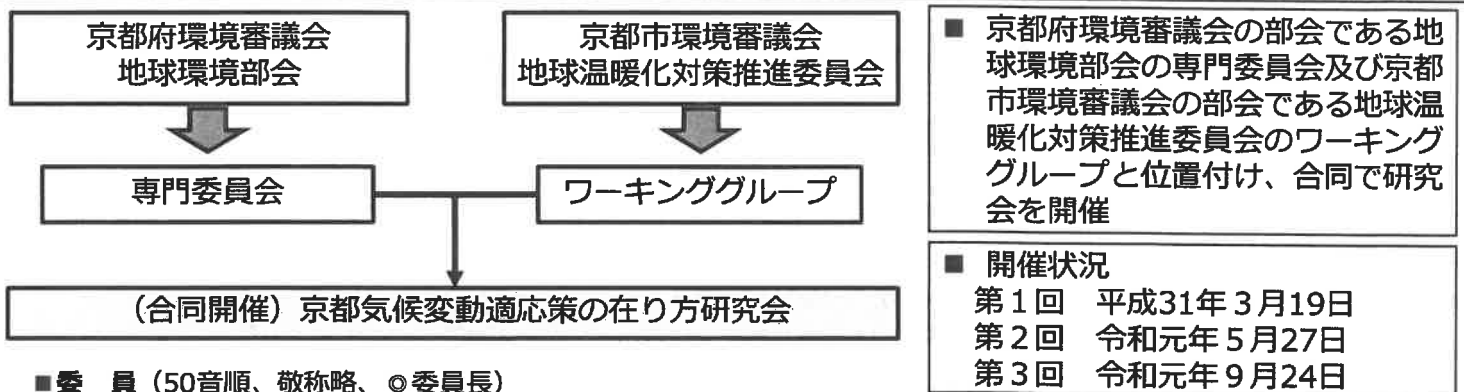 京都府環境審議会
地球環境部会
京都市環境審議会
地球温暖化対策推進委員会
専門委員会
ワーキンググループ
（合同開催）京都気候変動適応策の在り方研究会
■委　員（50音順、敬称略、◎委員長）
■ 京都府環境審議会の部会である地
球環境部会の専門委員会及び京都
市環境審議会の部会である地球温
暖化対策推進委員会のワーキング
グループと位置付け、合同で研究
会を開催
■ 開催状況
第１回　平成31年３月19日
第２回　令和元年５月27日
第３回　令和元年９月24日